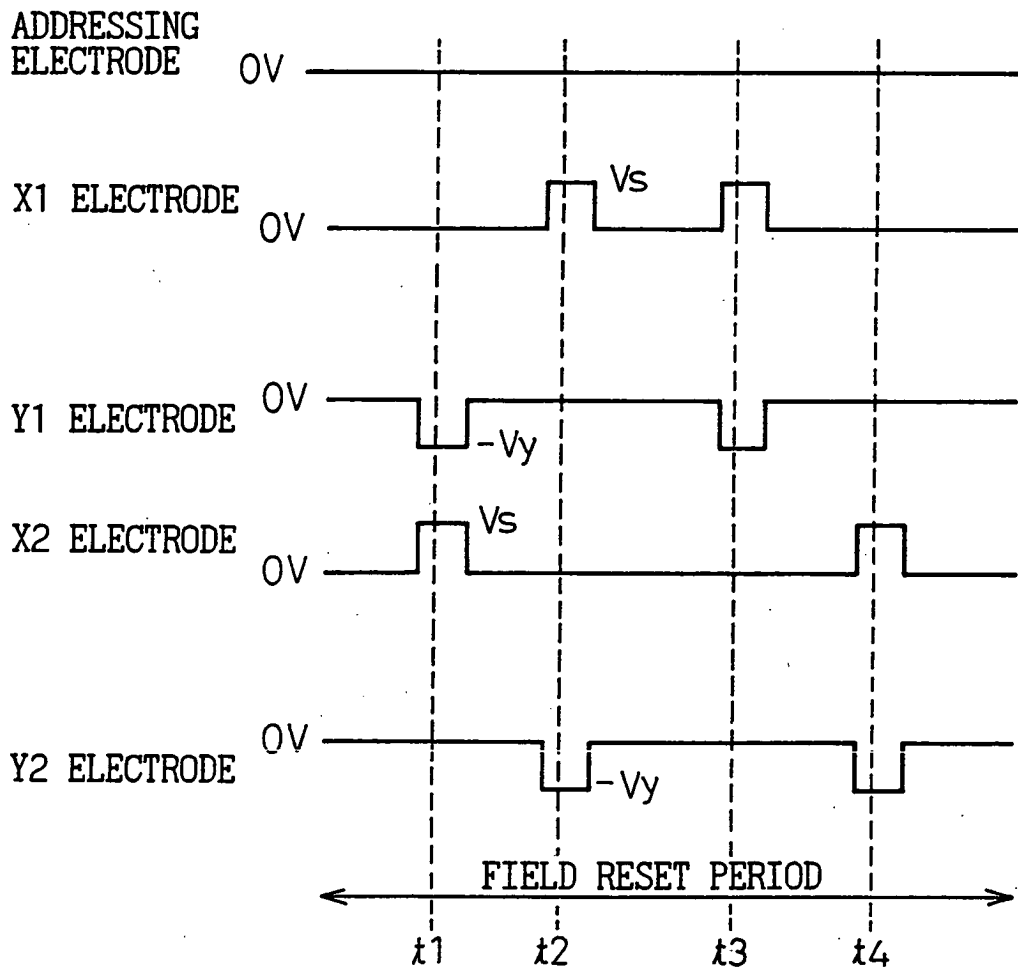 ADDRESSING
ELECTRODE 0V
X1 ELECTRODE 0V Vs
Y1 ELECTRODE 0V -Vy
X2 ELECTRODE 0V Vs
Y2 ELECTRODE 0V -Vy
FIELD RESET PERIOD
t1 t2 t3 t4